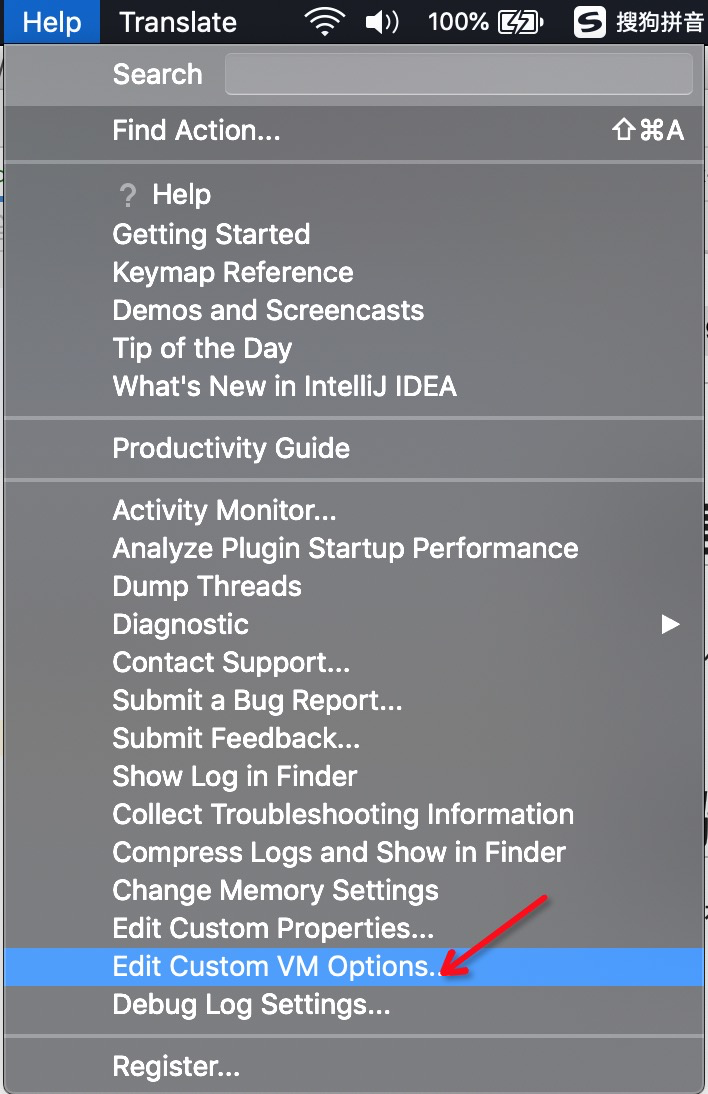 Help Translate 100% S 搜狗拼音
Search
Find Action... ⇧⌘A
? Help
Getting Started
Keymap Reference
Demos and Screencasts
Tip of the Day
What's New in IntelliJ IDEA
Productivity Guide
Activity Monitor...
Analyze Plugin Startup Performance
Dump Threads
Diagnostic
Contact Support...
Submit a Bug Report...
Submit Feedback...
Show Log in Finder
Collect Troubleshooting Information
Compress Logs and Show in Finder
Change Memory Settings
Edit Custom Properties...
Edit Custom VM Options...
Debug Log Settings...
Register...